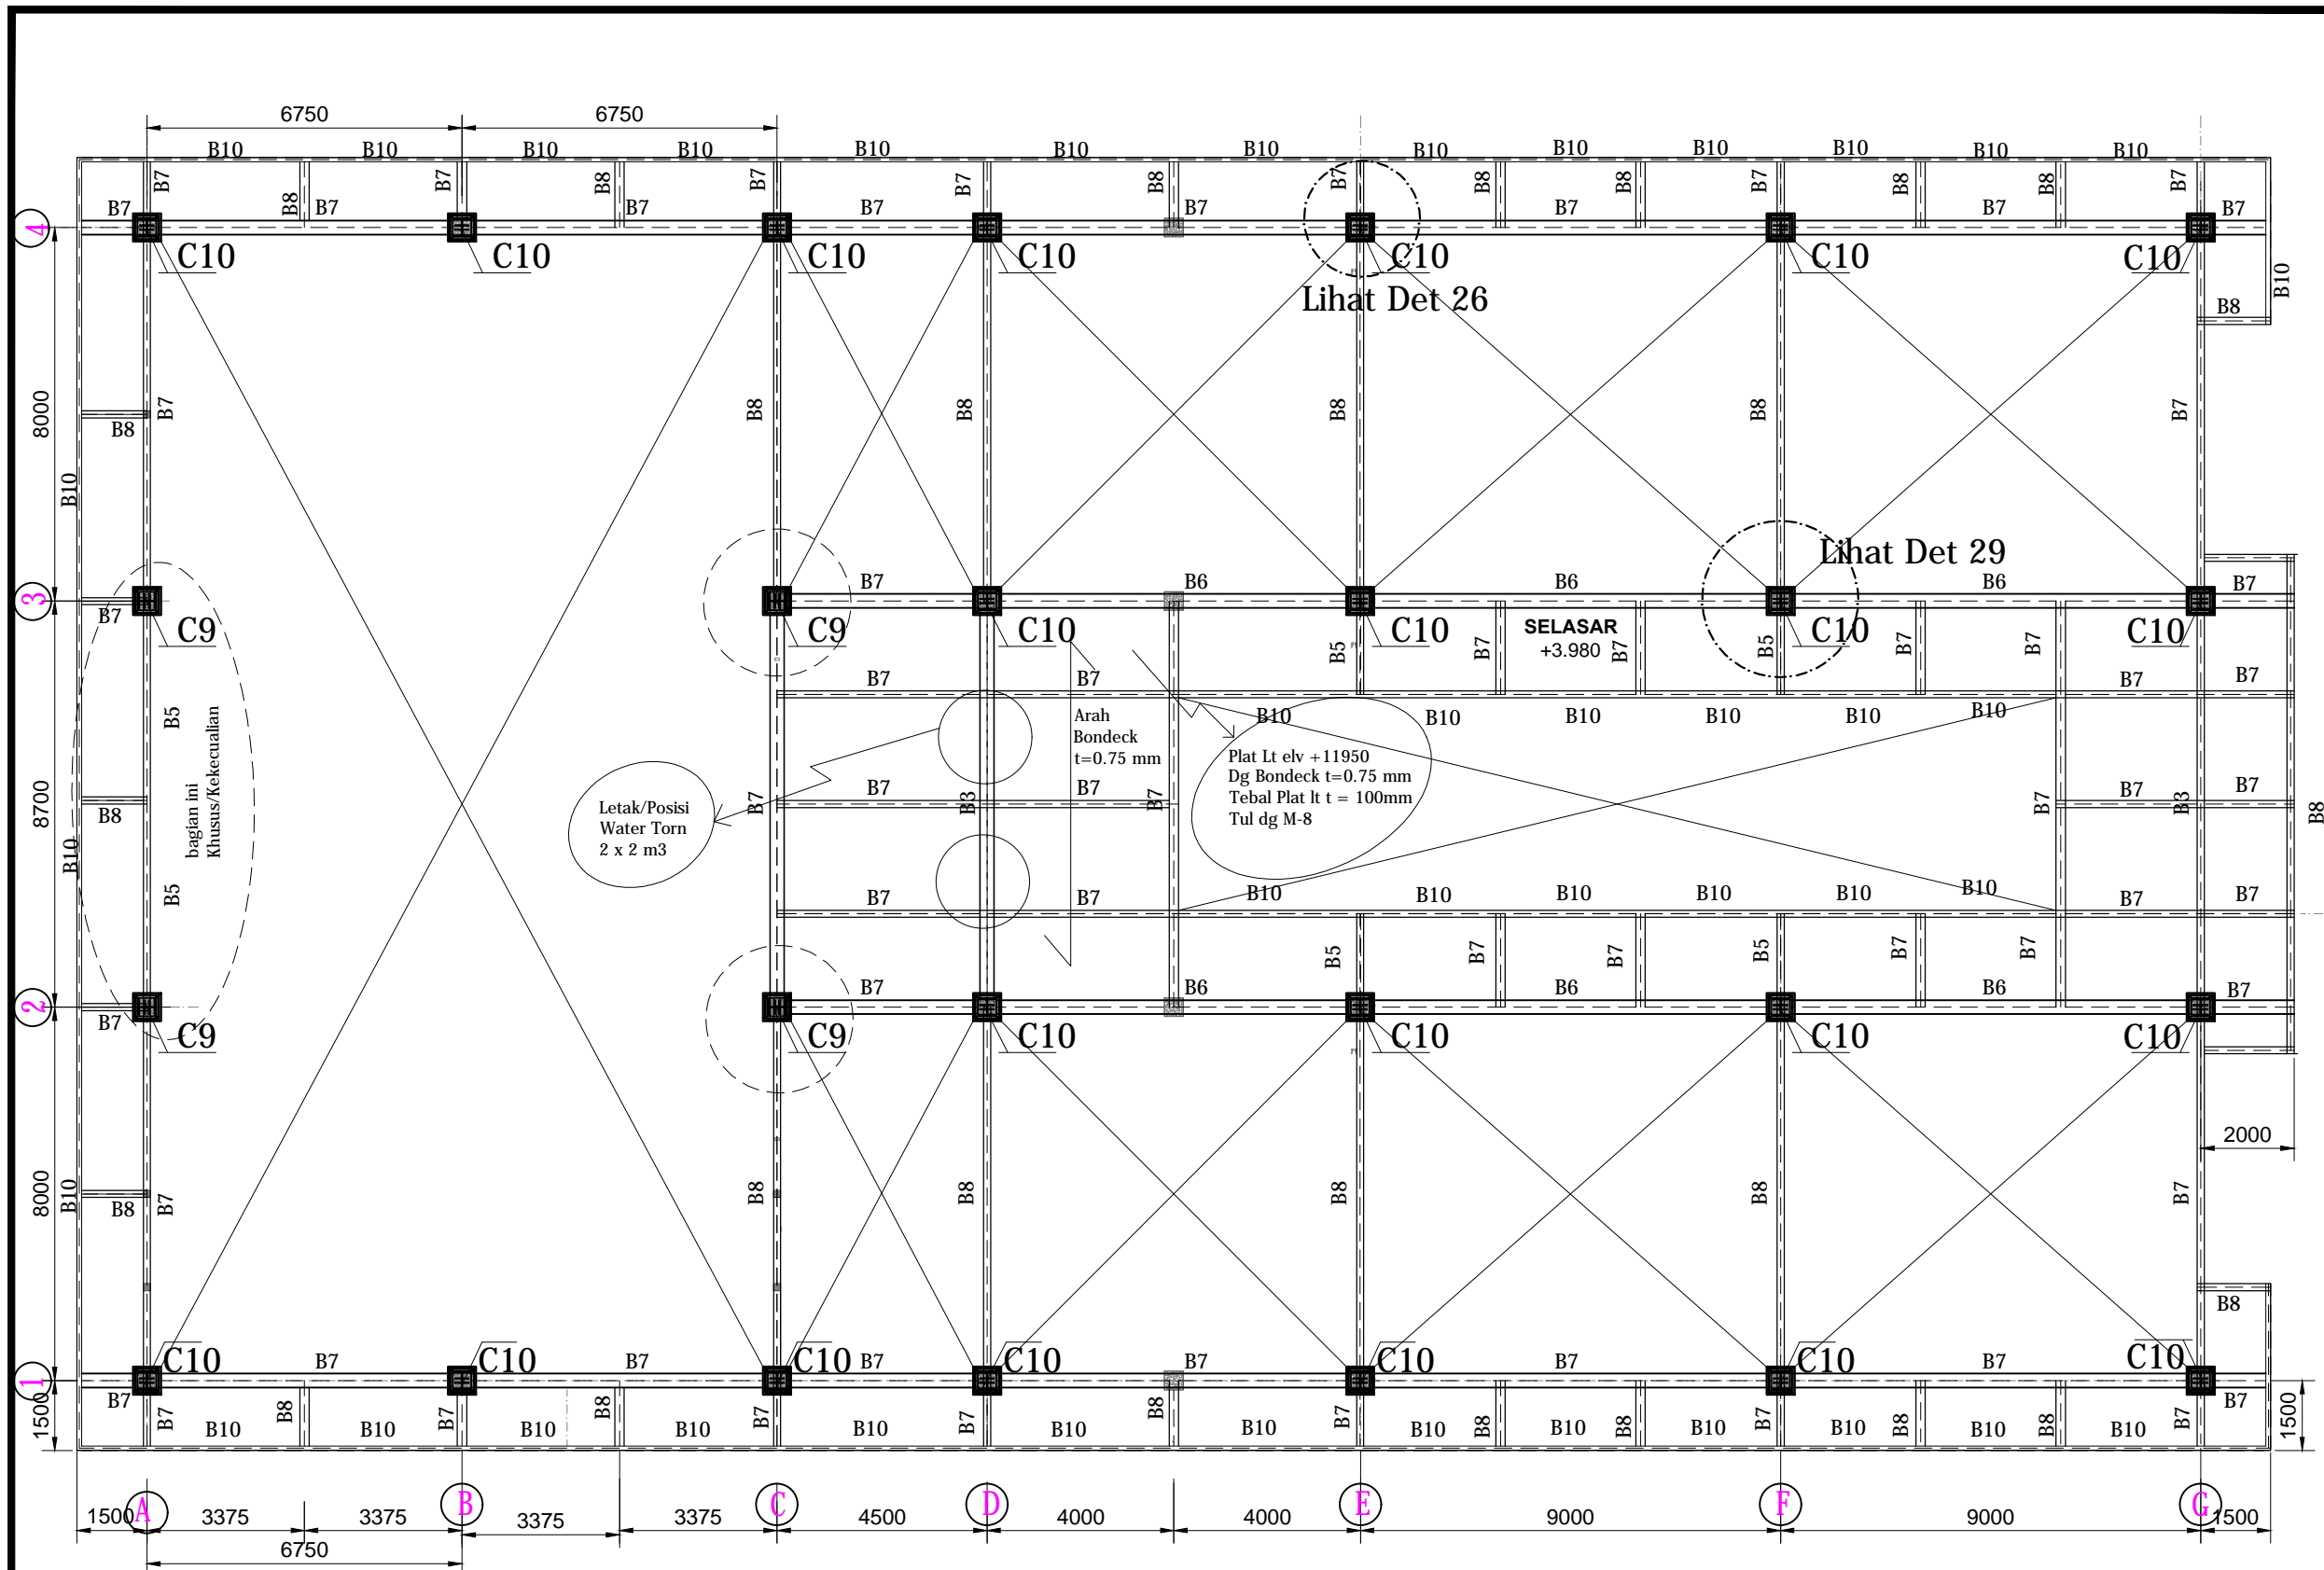 6750 6750
B10 B10 B10 B10 B10 B10 B10 B10 B10 B10 B10 B10 B10
B7 B8 B7 B8 B7 B7 B8 B7 B8 B8 B7 B8 B8 B7
4 B7 B7 B7 B7 B7 B7 B7 B7
C10 C10 C10 C10 C10 C10 C10
B10
Lihat Det 26
B8
8000 B7 B8 B8 B8 B8 B7
B8
B10
Lihat Det 29
3 B7 B7 B6 B6 B6 B7
C9 C9 C10 C10 C10 C10
SELASAR
+3.980
B5 B7 B7 B5 B7 B7
B7 B7 B7 B7
B5
B10 B10 B10 B10 B10 B10
Arah
Bondeck
t=0.75 mm
Plat Lt elv +11950
Dg Bondeck t=0.75 mm
Tebal Plat lt t = 100mm
Tul dg M-8
bagian ini
Khusus/Kekecualian
Letak/Posisi
Water Torn
2 x 2 m3
8700 B8 B7 B7 B3 B7 B7 B7 B7 B3 B7 B8
B10
B5
B7 B7 B10 B10 B10 B10 B10 B10 B7 B7
B5 B7 B7 B5 B7 B7
2 B7 B7 B6 B6 B6 B7
C9 C9 C10 C10 C10 C10
2000
8000 B10 B8 B7 B8 B8 B8 B8 B7
B8
C10 C10 C10 C10 C10 C10 C10
1 B7 B7 B7 B7 B7 B7 B7 B7
1500 B7 B8 B7 B8 B7 B7 B8 B7 B8 B8 B7 B8 B8 B7 1500
B10 B10 B10 B10 B10 B10 B10 B10 B10 B10 B10 B10 B10
A B C D E F G
1500 3375 3375 3375 3375 4500 4000 4000 9000 9000 1500
6750